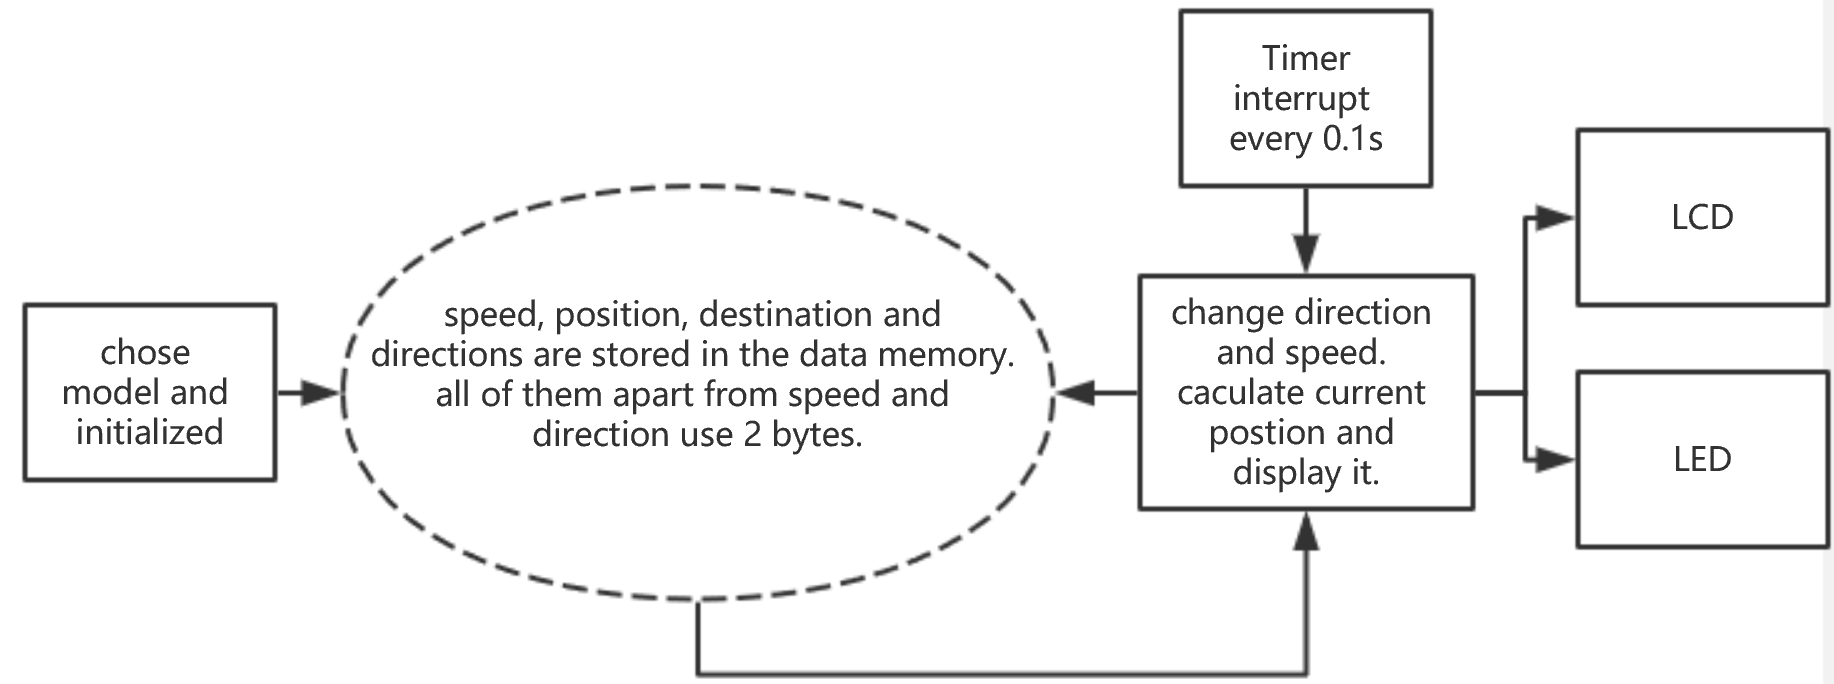 Timer
interrupt
every 0.1s
LCD
chose
model and
initialized
speed, position, destination and
directions are stored in the data memory.
all of them apart from speed and
direction use 2 bytes.
change direction
and speed.
caculate current
postion and
display it.
LED